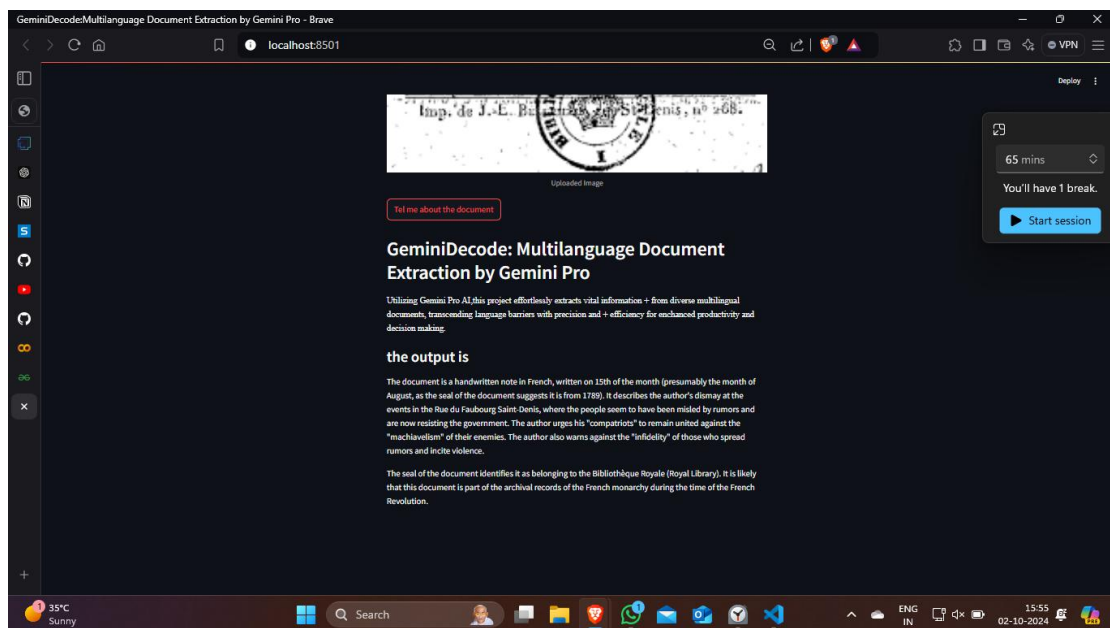 GeminiDecode:Multilanguage Document Extraction by Gemini Pro - Brave
localhost:8501
VPN
Deploy
Imp. de J.-E. St-Denis, nº 268.
I
Uploaded Image
65 mins
You'll have 1 break.
Start session
Tel me about the document
GeminiDecode: Multilanguage Document
Extraction by Gemini Pro
Utilizing Gemini Pro AI,this project effortlessly extracts vital information + from diverse multilingual
documents, transcending language barriers with precision and + efficiency for enchanced productivity and
decision making.
the output is
The document is a handwritten note in French, written on 15th of the month (presumably the month of
August, as the seal of the document suggests it is from 1789). It describes the author's dismay at the
events in the Rue du Faubourg Saint-Denis, where the people seem to have been misled by rumors and
are now resisting the government. The author urges his "compatriots" to remain united against the
"machiavelism" of their enemies. The author also warns against the "infidelity" of those who spread
rumors and incite violence.
The seal of the document identifies it as belonging to the Bibliothèque Royale (Royal Library). It is likely
that this document is part of the archival records of the French monarchy during the time of the French
Revolution.
1
35°C
Sunny
Search
1
ENG
IN
15:55
02-10-2024
PRE